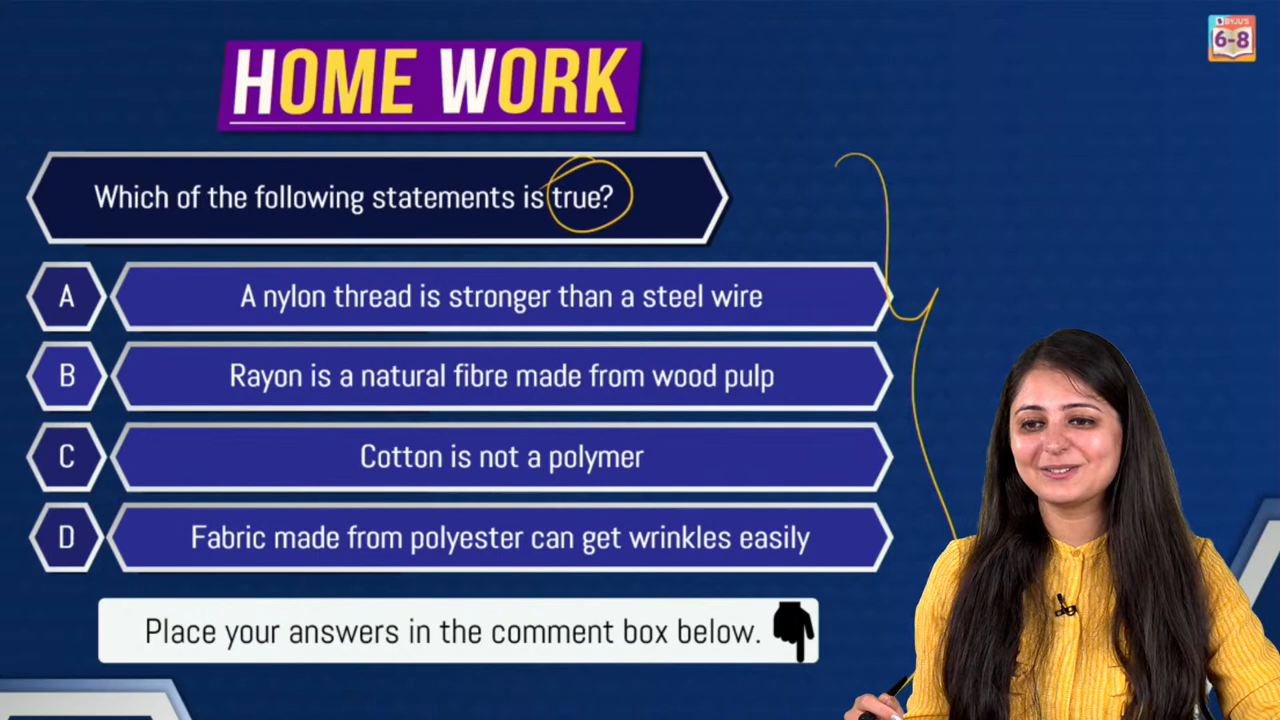 BYJU'S
6-8
HOME WORK
Which of the following statements is true?
A
A nylon thread is stronger than a steel wire
B
Rayon is a natural fibre made from wood pulp
C
Cotton is not a polymer
D
Fabric made from polyester can get wrinkles easily
Place your answers in the comment box below.